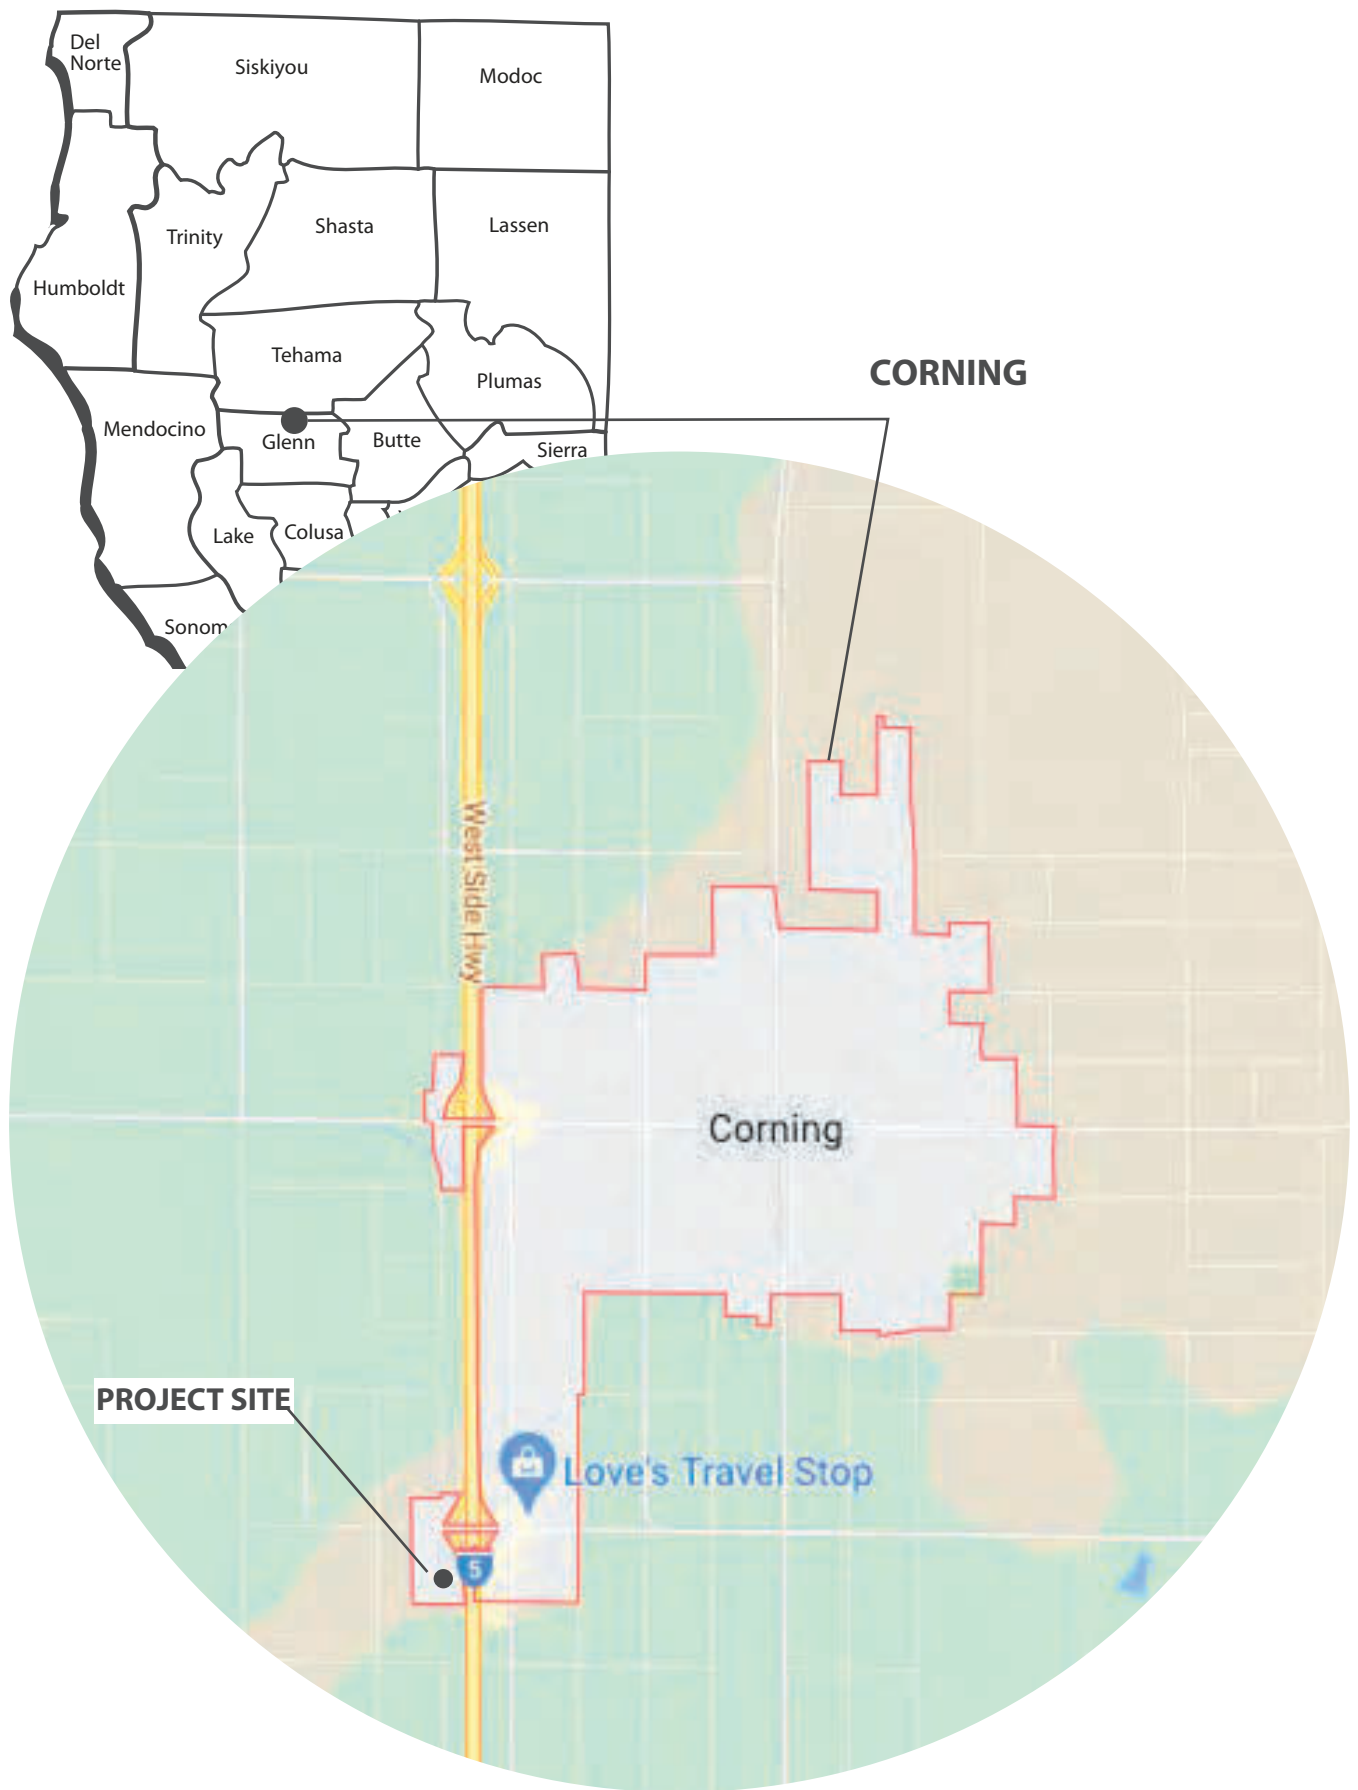 Del
Norte
Siskiyou
Modoc
Trinity
Shasta
Lassen
Humboldt
Tehama
Plumas
CORNING
Mendocino
Glenn
Butte
Sierra
Lake
Colusa
Sonom
West Side Hwy
Corning
PROJECT SITE
Love's Travel Stop
5